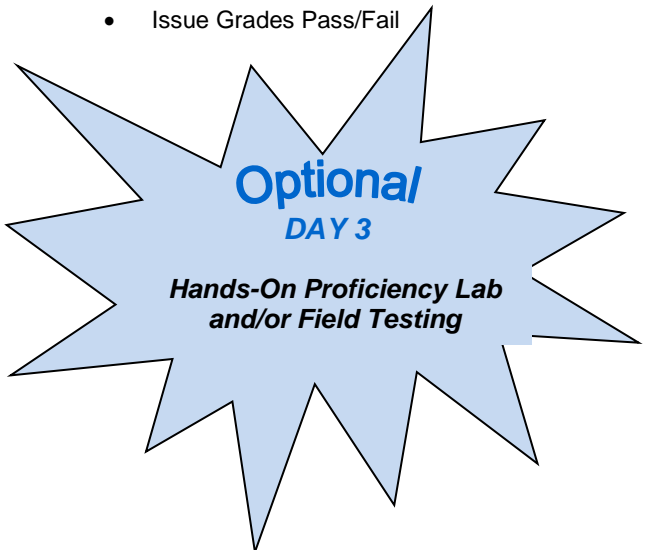 • Issue Grades Pass/Fail
Optional
DAY 3
Hands-On Proficiency Lab
and/or Field Testing